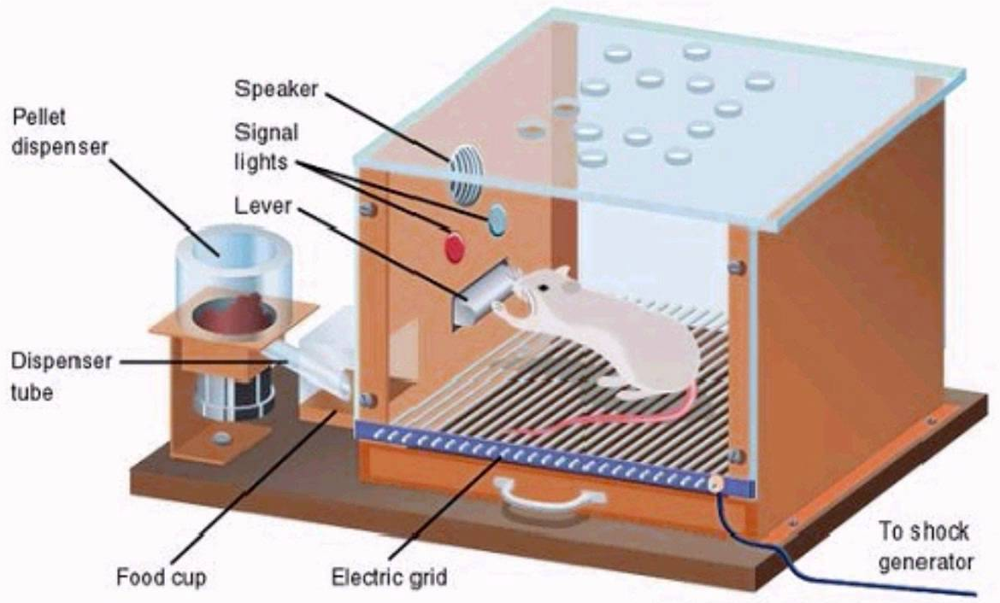 Speaker
Pellet
dispenser
Signal
lights
Lever
Dispenser
tube
Food cup
Electric grid
To shock
generator